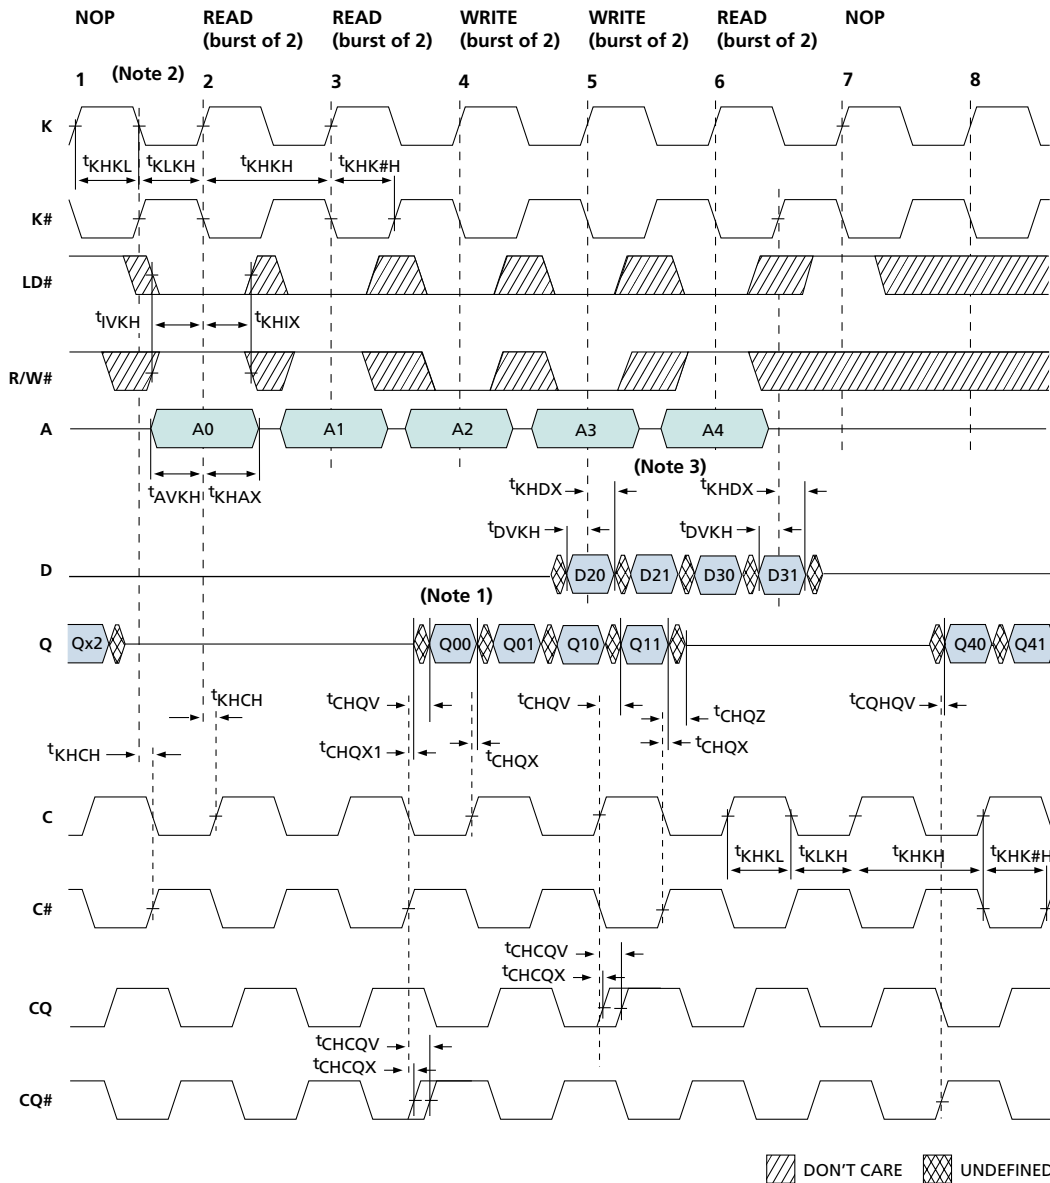 NOP READ READ WRITE WRITE READ NOP
(burst of 2) (burst of 2) (burst of 2) (burst of 2) (burst of 2)
1 (Note 2) 2 3 4 5 6 7 8
K
tKHKL tKLKH tKHKH tKHK#H
K#
LD#
tIVKH tKHIX
R/W#
A A0 A1 A2 A3 A4
(Note 3)
tAVKH tKHAX tKHDX tKHDX
tDVKH tDVKH
D D20 D21 D30 D31
(Note 1)
Q Qx2 Q00 Q01 Q10 Q11 Q40 Q41
tKHCH tCHQV tCHQV tCQHQV
tCHQZ
tKHCH tCHQX1 tCHQX tCHQX
C
tKHKL tKLKH tKHKH tKHK#H
C#
tCHCQV
tCHCQX
CQ
tCHCQV
tCHCQX
CQ#
DON'T CARE UNDEFINED